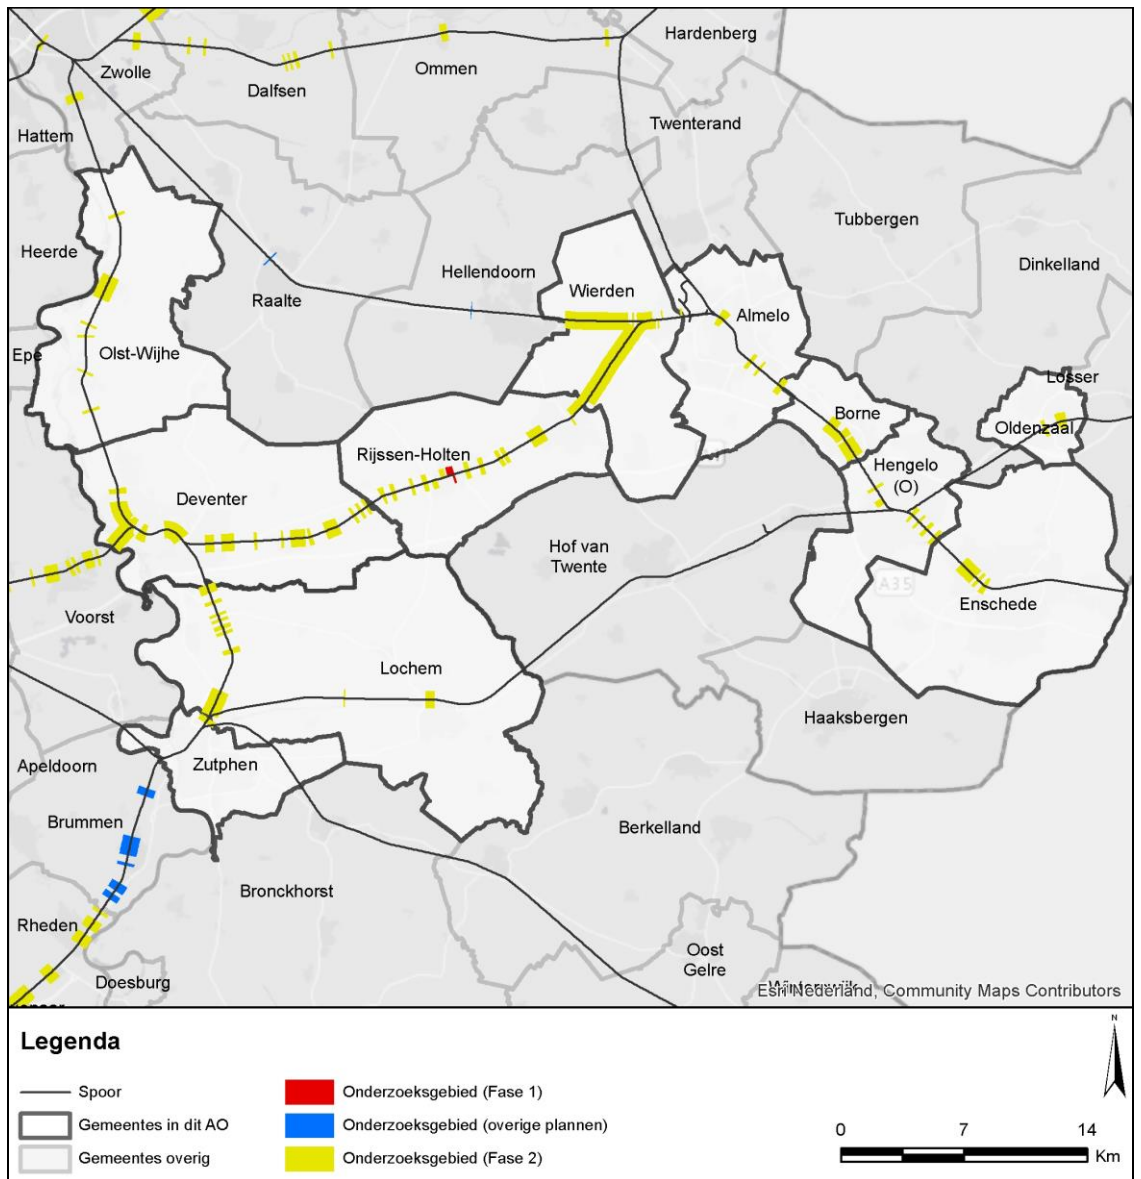 Hardenberg
Zwolle
Ommen
Dalfsen
Twenterand
Hattem
Tubbergen
Heerde
Dinkelland
Hellendoorn
Wierden
Raalte
Almelo
Epe
Olst-Wijhe
Losser
Borne
Oldenzaal
Rijssen-Holten
Hengelo
(O)
Deventer
Hof van
Twente
A35
Enschede
Voorst
Lochem
Haaksbergen
Zutphen
Apeldoorn
Brummen
Berkelland
Bronckhorst
Rheden
Oost
Gelre
Doesburg
Winterswijk
Esri Nederland, Community Maps Contributors
Legenda
N
Spoor
Onderzoeksgebied (Fase 1)
Gemeentes in dit AO
Onderzoeksgebied (overige plannen)
Gemeentes overig
Onderzoeksgebied (Fase 2)
0 7 14
Km